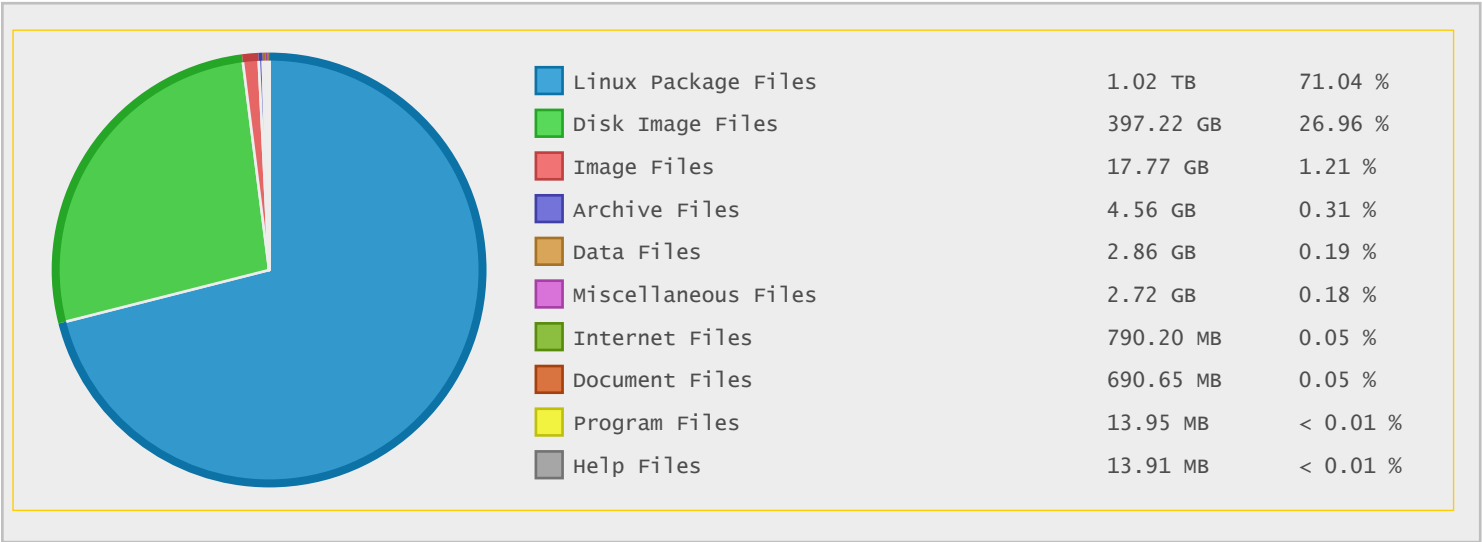 Linux Package Files 1.02 TB 71.04 %
Disk Image Files 397.22 GB 26.96 %
Image Files 17.77 GB 1.21 %
Archive Files 4.56 GB 0.31 %
Data Files 2.86 GB 0.19 %
Miscellaneous Files 2.72 GB 0.18 %
Internet Files 790.20 MB 0.05 %
Document Files 690.65 MB 0.05 %
Program Files 13.95 MB < 0.01 %
Help Files 13.91 MB < 0.01 %